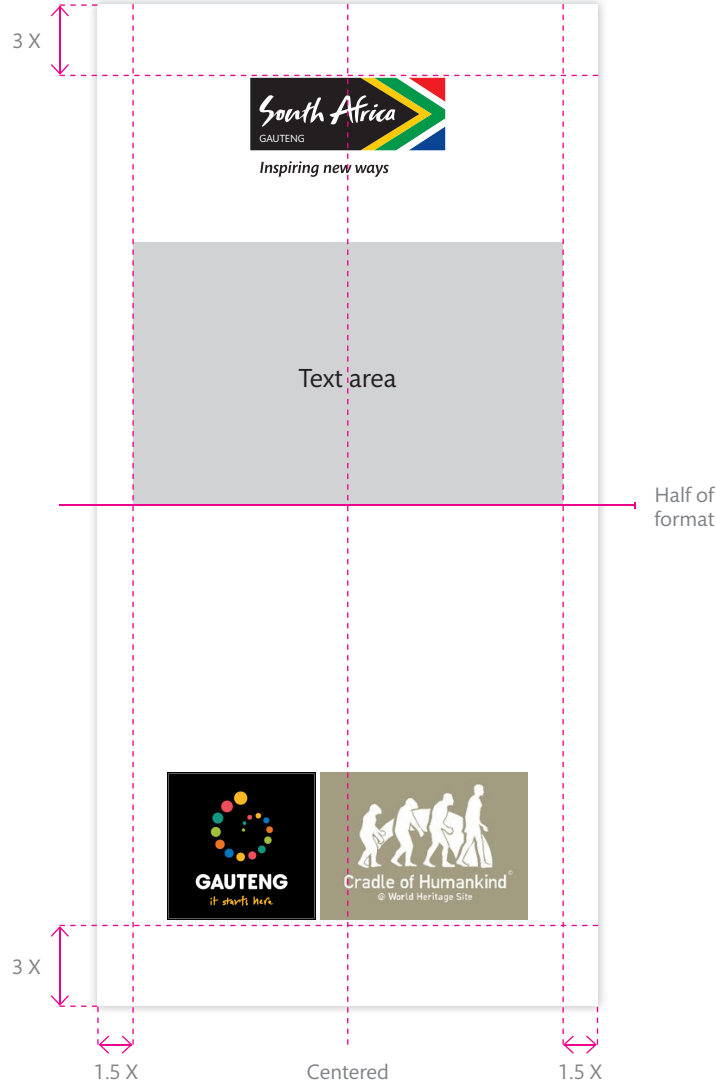 3 X
South Africa
GAUTENG
Inspiring new ways
Text area
Half of
format
GAUTENG
it starts here
Cradle of Humankind©
© World Heritage Site
3 X
1.5 X
Centered
1.5 X